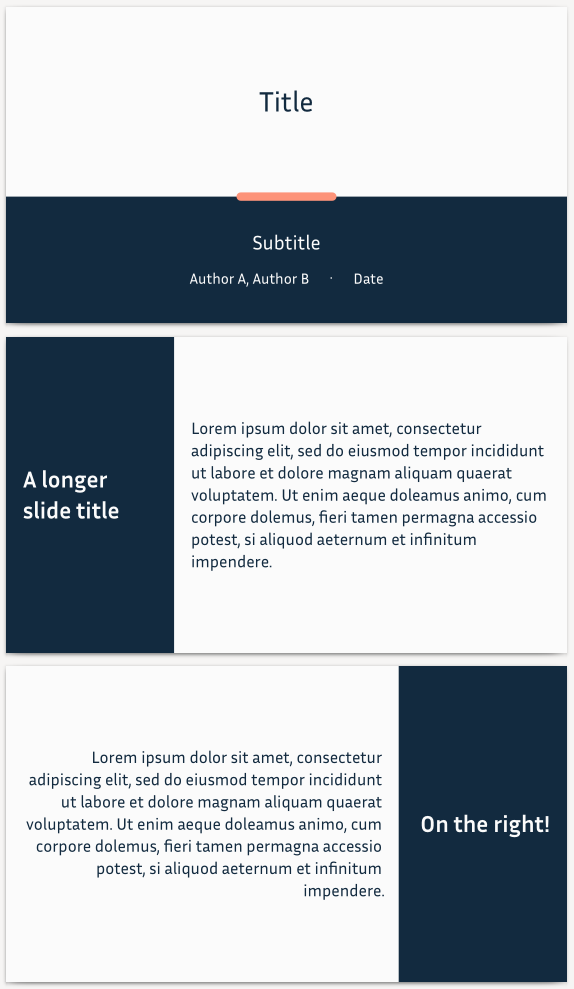 Title
Subtitle
Author A, Author B · Date
A longer
slide title
Lorem ipsum dolor sit amet, consectetur
adipiscing elit, sed do eiusmod tempor incididunt
ut labore et dolore magnam aliquam quaerat
voluptatem. Ut enim aeque doleamus animo, cum
corpore dolemus, fieri tamen permagna accessio
potest, si aliquod aeternum et infinitum
impendere.
Lorem ipsum dolor sit amet, consectetur
adipiscing elit, sed do eiusmod tempor incididunt
ut labore et dolore magnam aliquam quaerat
voluptatem. Ut enim aeque doleamus animo, cum
corpore dolemus, fieri tamen permagna accessio
potest, si aliquod aeternum et infinitum
impendere.
On the right!